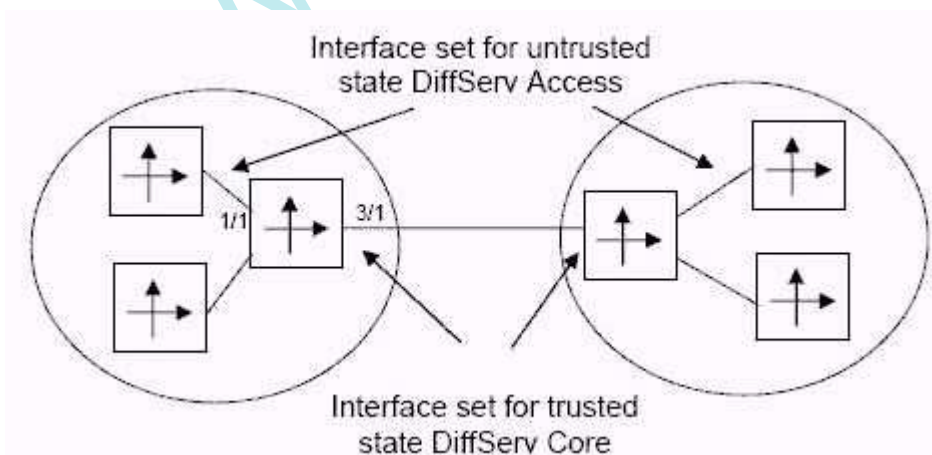 Interface set for untrusted
state DiffServ Access
1/1
3/1
Interface set for trusted
state DiffServ Core